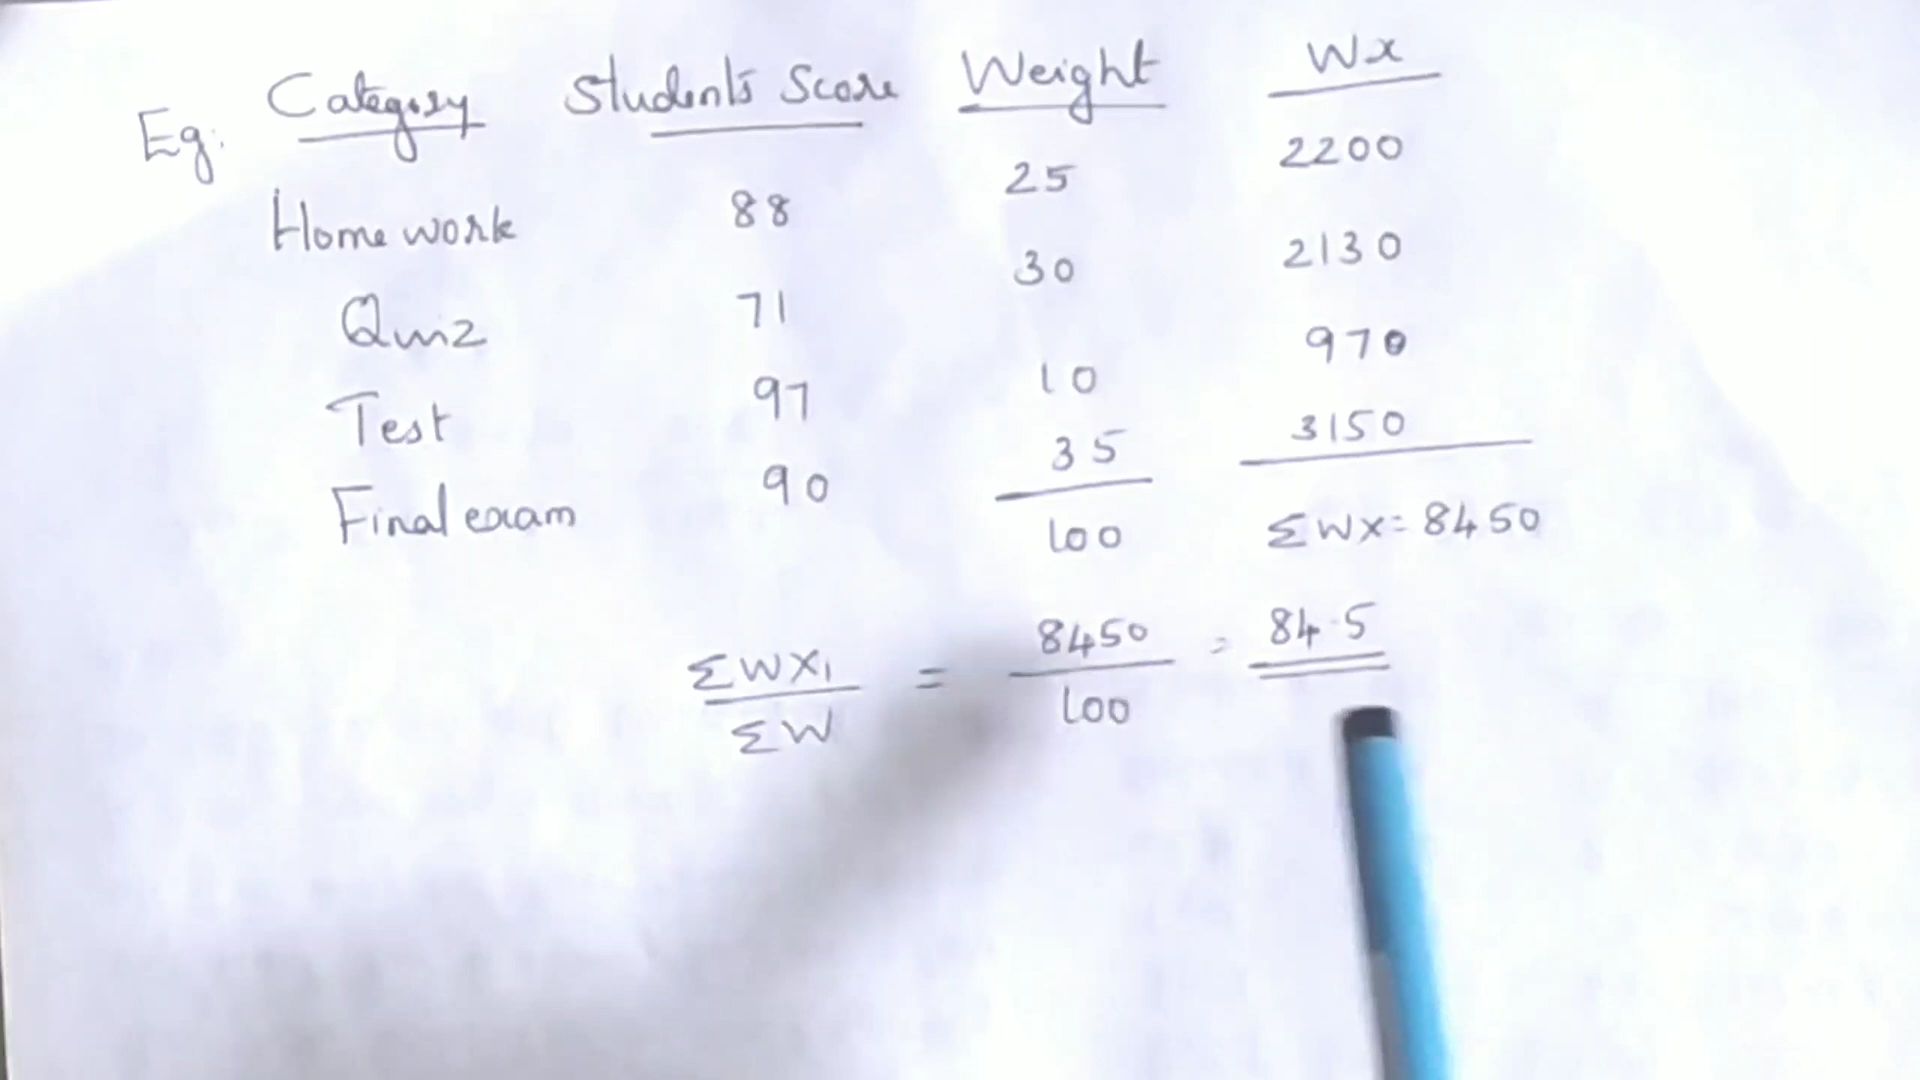 Eg. Category Students Score Weight Wx
Home work 88 25 2200
Quiz 71 30 2130
Test 97 10 970
Final exam 90 35 3150
100 ΣWx = 8450
ΣWX₁ / ΣW = 8450 / 100 = 84.5